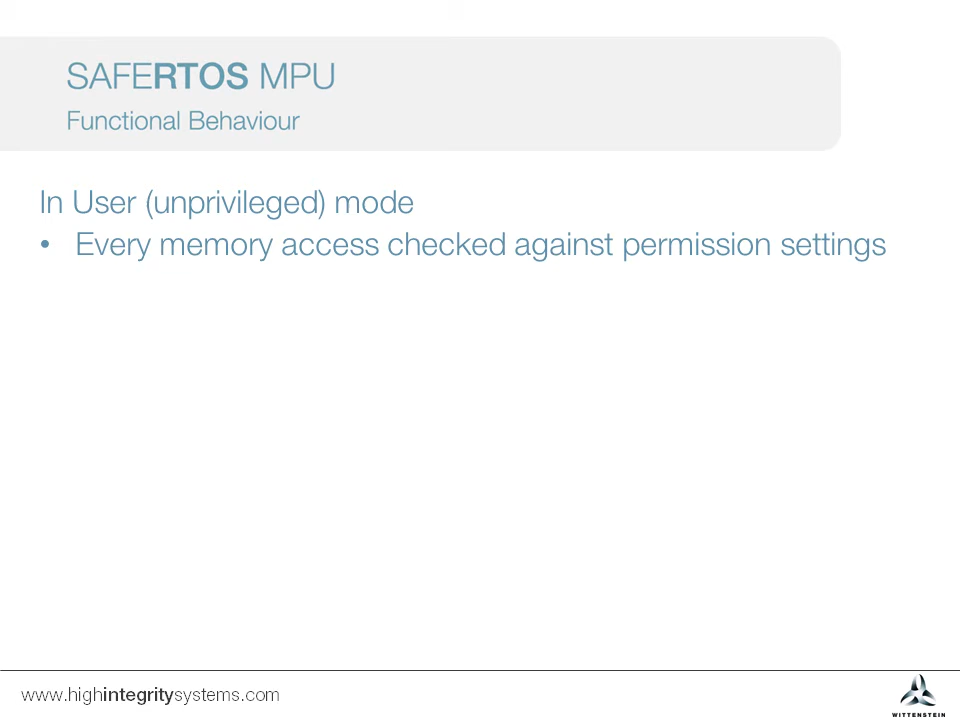 SAFERTOS MPU
Functional Behaviour
In User (unprivileged) mode
• Every memory access checked against permission settings
www.highintegritysystems.com
WITTENSTEIN